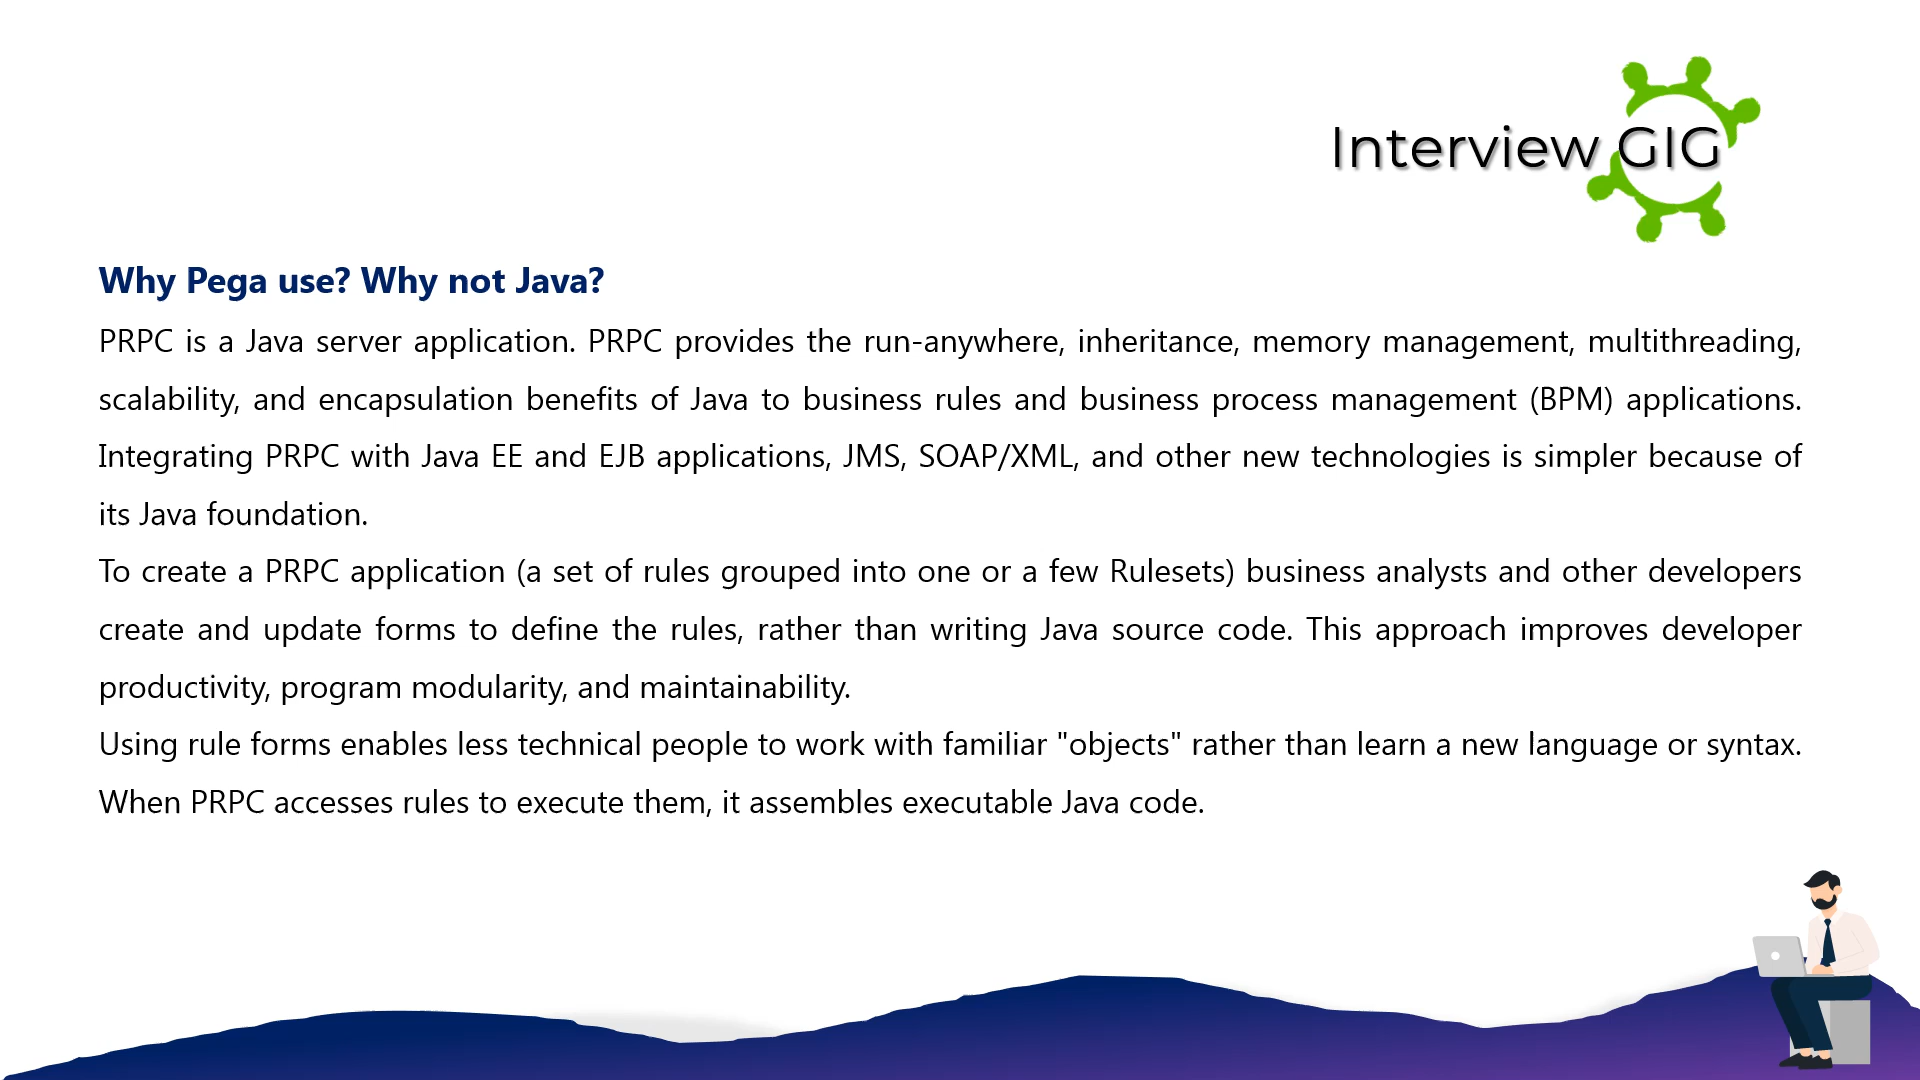 Interview GIG
Why Pega use? Why not Java?
PRPC is a Java server application. PRPC provides the run-anywhere, inheritance, memory management, multithreading,
scalability, and encapsulation benefits of Java to business rules and business process management (BPM) applications.
Integrating PRPC with Java EE and EJB applications, JMS, SOAP/XML, and other new technologies is simpler because of
its Java foundation.
To create a PRPC application (a set of rules grouped into one or a few Rulesets) business analysts and other developers
create and update forms to define the rules, rather than writing Java source code. This approach improves developer
productivity, program modularity, and maintainability.
Using rule forms enables less technical people to work with familiar "objects" rather than learn a new language or syntax.
When PRPC accesses rules to execute them, it assembles executable Java code.